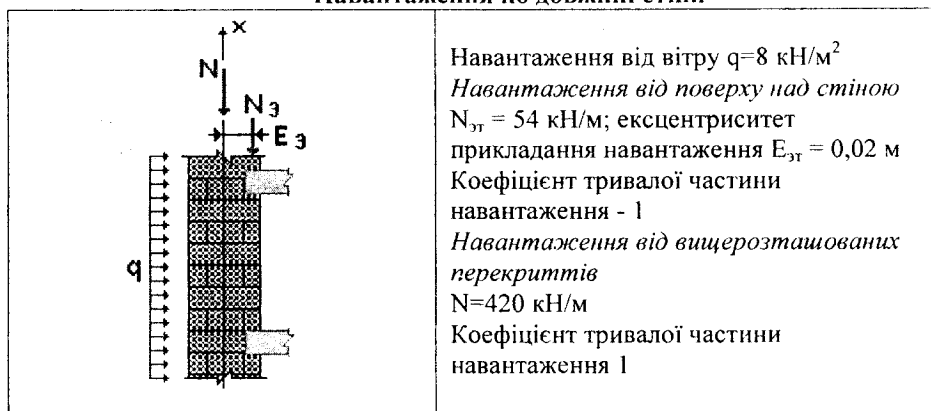 x
N
N э
E э
q
Навантаження від вітру q=8 кН/м²
Навантаження від поверху над стіною
Nэт = 54 кН/м; ексцентриситет
прикладання навантаження Eэт = 0,02 м
Коефіцієнт тривалої частини
навантаження - 1
Навантаження від вищерозташованих
перекриттів
N=420 кН/м
Коефіцієнт тривалої частини
навантаження 1